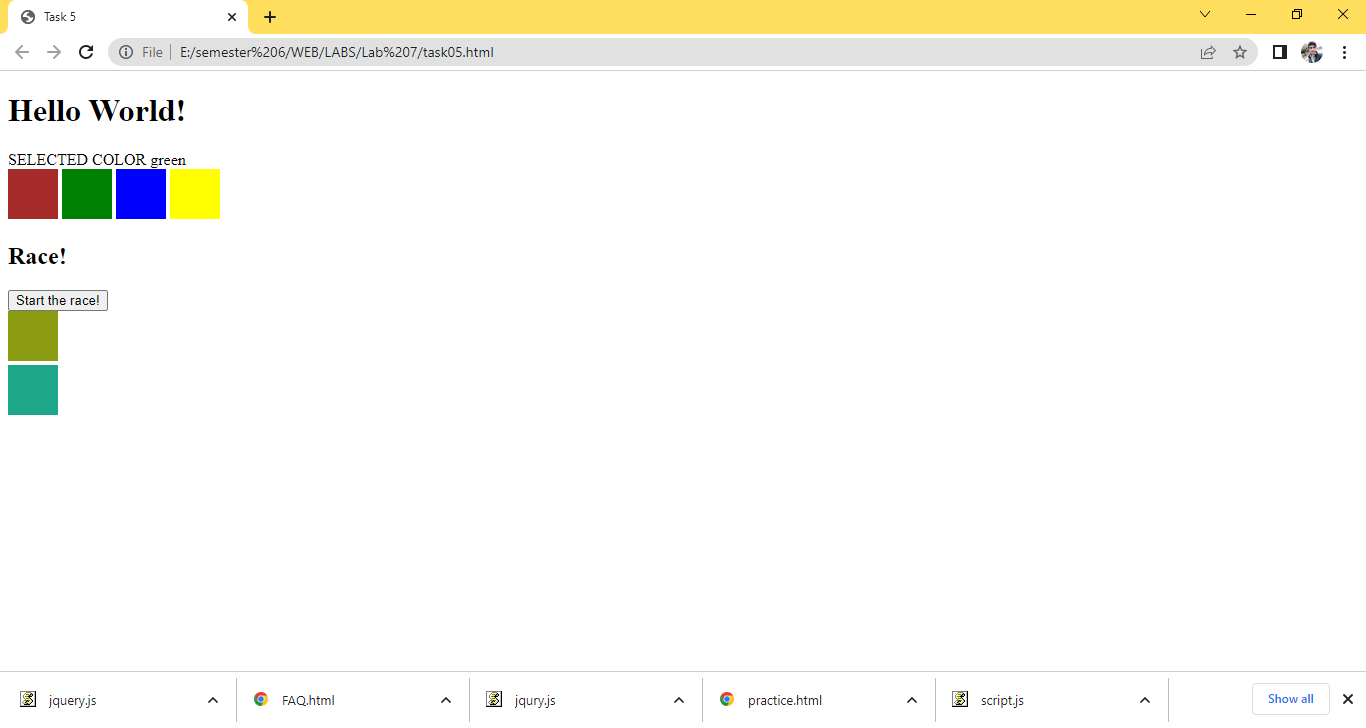 Task 5
File E:/semester%206/WEB/LABS/Lab%207/task05.html
Hello World!
SELECTED COLOR green
Race!
Start the race!
jquery.js
FAQ.html
jqury.js
practice.html
script.js
Show all